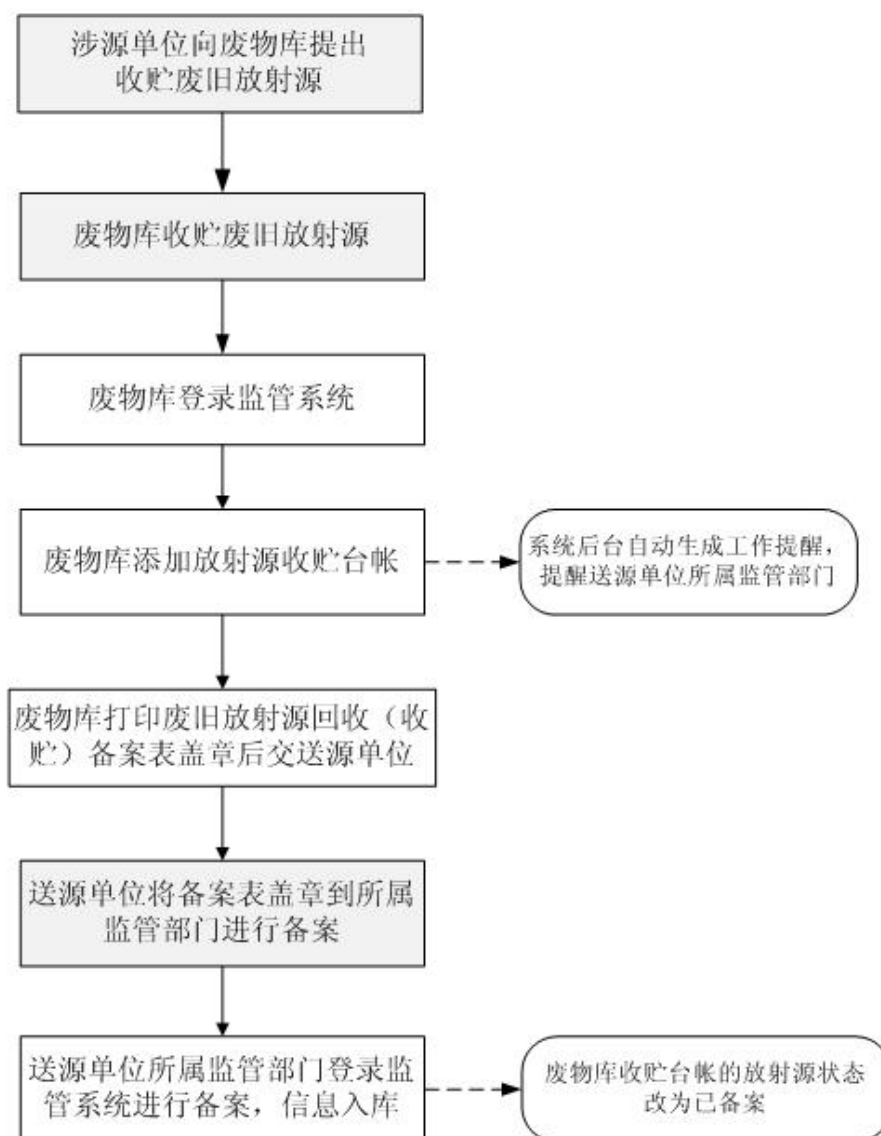 涉源单位向废物库提出
收贮废旧放射源
废物库收贮废旧放射源
废物库登录监管系统
废物库添加放射源收贮台帐
系统后台自动生成工作提醒，
提醒送源单位所属监管部门
废物库打印废旧放射源回收（收
贮）备案表盖章后交送源单位
送源单位将备案表盖章到所属
监管部门进行备案
送源单位所属监管部门登录监
管系统进行备案，信息入库
废物库收贮台帐的放射源状态
改为已备案